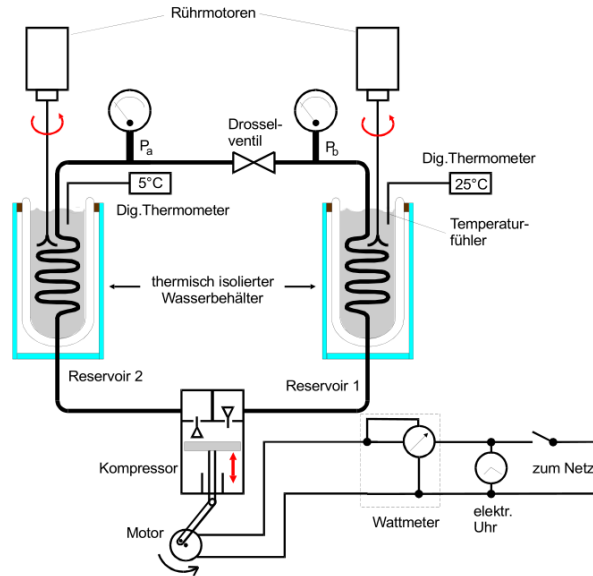 Rührmotoren
Drossel-
ventil
Pa
Pb
Dig.Thermometer
5°C
25°C
Dig.Thermometer
Temperatur-
fühler
thermisch isolierter
Wasserbehälter
Reservoir 2
Reservoir 1
Kompressor
zum Netz
elektr.
Uhr
Wattmeter
Motor